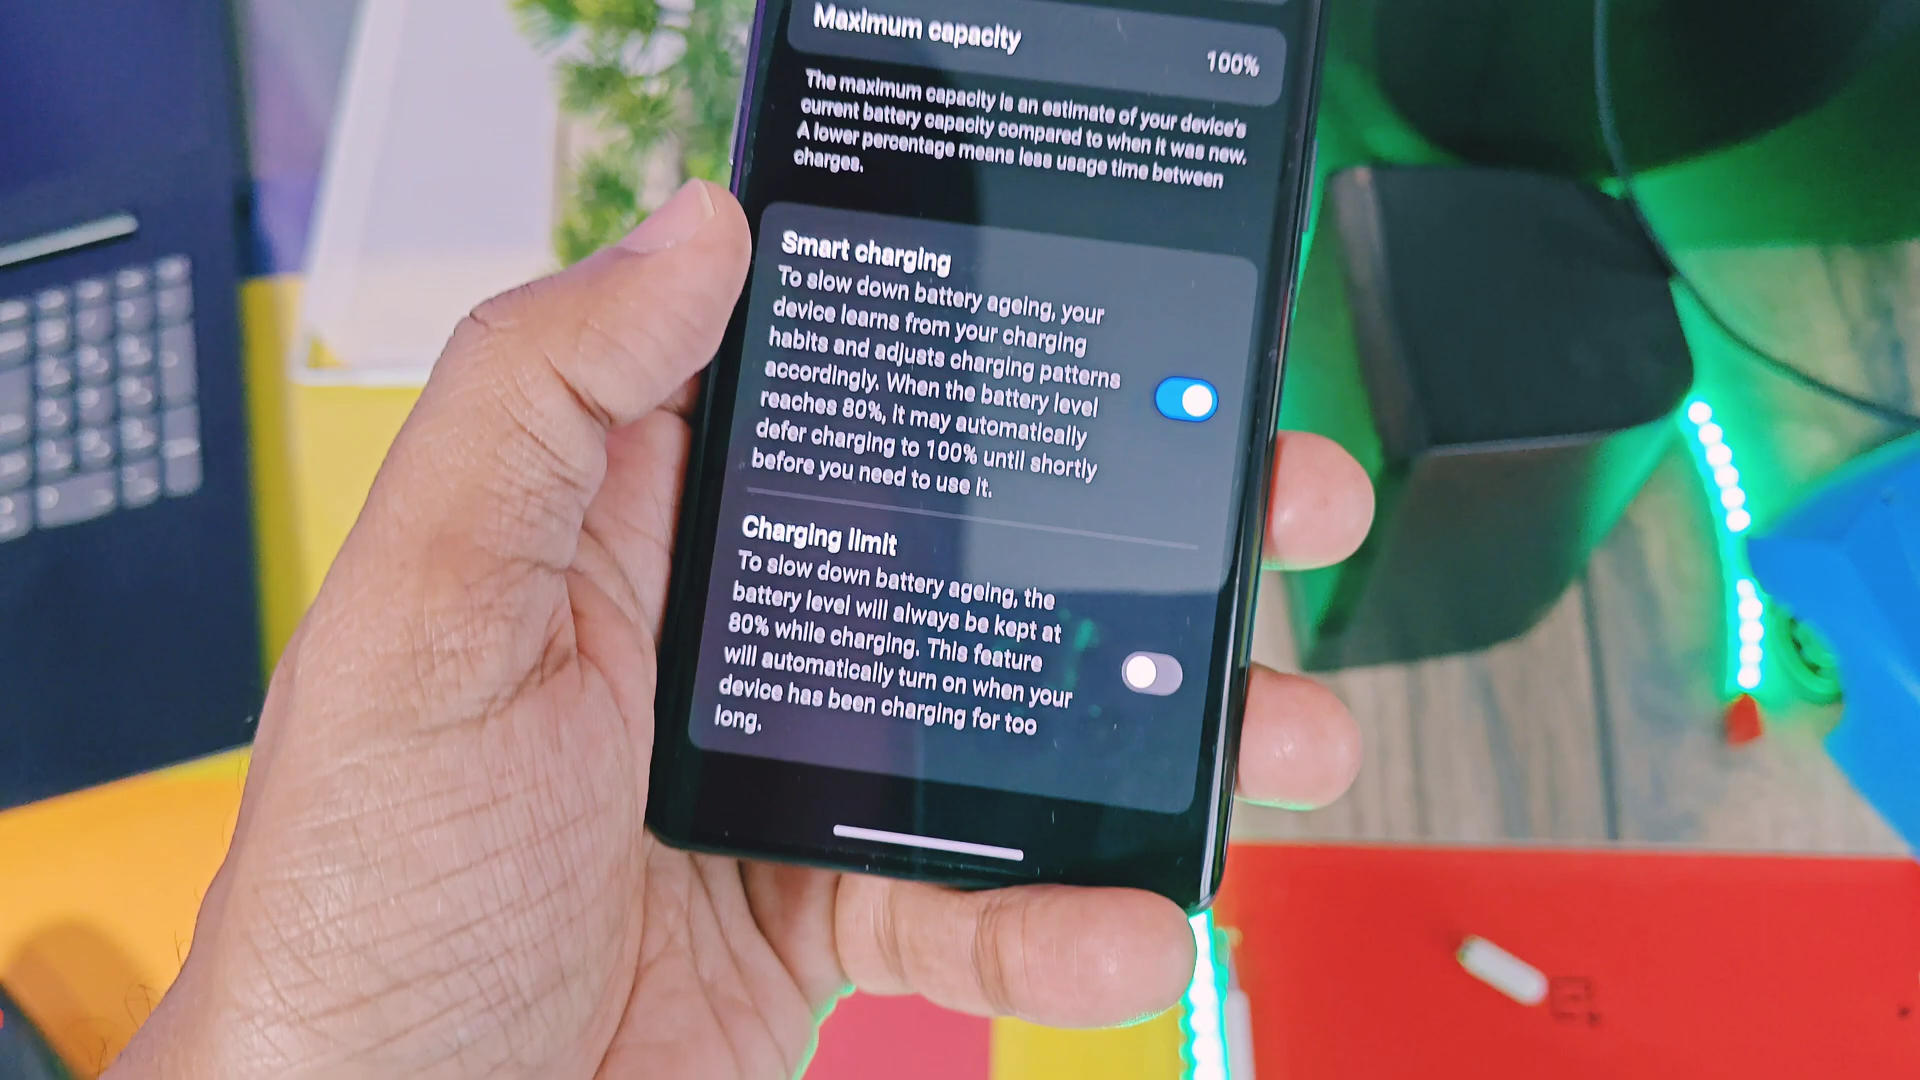 Maximum capacity
100%
The maximum capacity is an estimate of your device's
current battery capacity compared to when it was new.
A lower percentage means less usage time between
charges.
Smart charging
To slow down battery ageing, your
device learns from your charging
habits and adjusts charging patterns
accordingly. When the battery level
reaches 80%, it may automatically
defer charging to 100% until shortly
before you need to use it.
Charging limit
To slow down battery ageing, the
battery level will always be kept at
80% while charging. This feature
will automatically turn on when your
device has been charging for too
long.